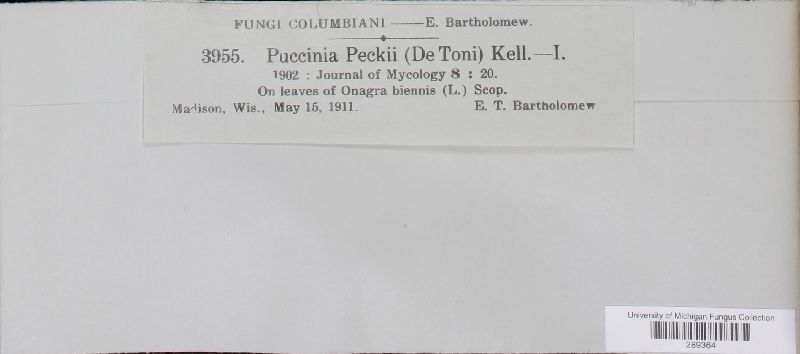 FUNGI COLUMBIANI —— E. Bartholomew.
3955. Puccinia Peckii (De Toni) Kell.—I.
1902 : Journal of Mycology 8 : 20.
On leaves of Onagra biennis (L.) Scop.
Madison, Wis., May 15, 1911. E. T. Bartholomew
University of Michigan Fungus Collection
289364